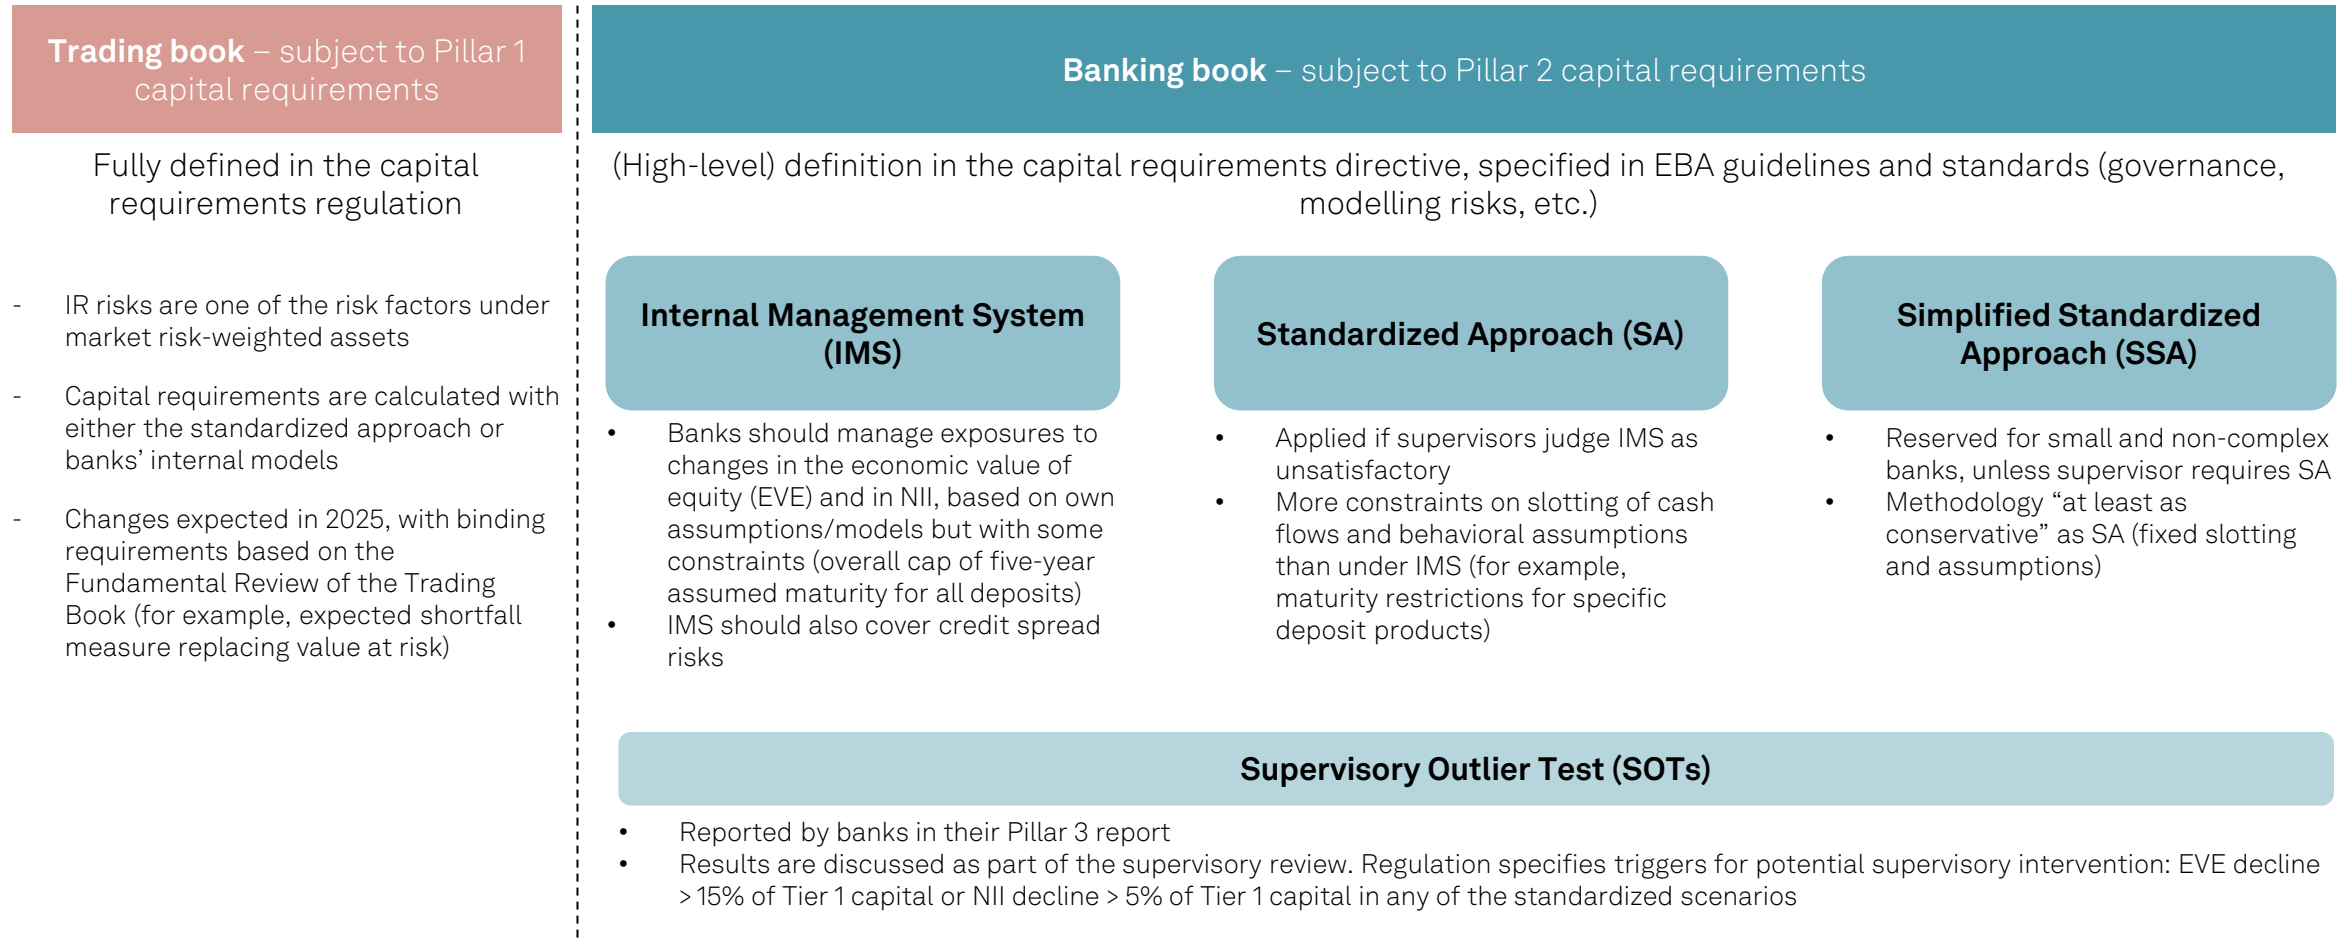 Trading book – subject to Pillar 1
capital requirements
Fully defined in the capital
requirements regulation
- IR risks are one of the risk factors under
market risk-weighted assets
- Capital requirements are calculated with
either the standardized approach or
banks’ internal models
- Changes expected in 2025, with binding
requirements based on the
Fundamental Review of the Trading
Book (for example, expected shortfall
measure replacing value at risk)
Banking book – subject to Pillar 2 capital requirements
(High-level) definition in the capital requirements directive, specified in EBA guidelines and standards (governance,
modelling risks, etc.)
Internal Management System
(IMS)
• Banks should manage exposures to
changes in the economic value of
equity (EVE) and in NII, based on own
assumptions/models but with some
constraints (overall cap of five-year
assumed maturity for all deposits)
• IMS should also cover credit spread
risks
Standardized Approach (SA)
• Applied if supervisors judge IMS as
unsatisfactory
• More constraints on slotting of cash
flows and behavioral assumptions
than under IMS (for example,
maturity restrictions for specific
deposit products)
Simplified Standardized
Approach (SSA)
• Reserved for small and non-complex
banks, unless supervisor requires SA
• Methodology “at least as
conservative” as SA (fixed slotting
and assumptions)
Supervisory Outlier Test (SOTs)
• Reported by banks in their Pillar 3 report
• Results are discussed as part of the supervisory review. Regulation specifies triggers for potential supervisory intervention: EVE decline
> 15% of Tier 1 capital or NII decline > 5% of Tier 1 capital in any of the standardized scenarios